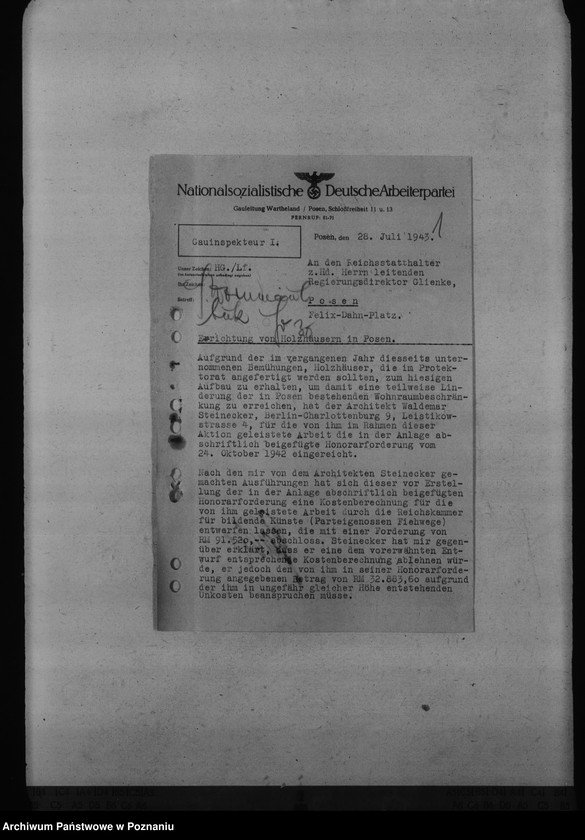 Nationalsozialistische Deutsche Arbeiterpartei
Gauleitung Wartheland / Posen, Schloßfreiheit 11 u. 13
FERNRUF:
Gauinspekteur I.
Posen, den 28. Juli 1943.
1
Unser Zeichen: HG./Lf.
An den Reichsstatthalter
z.Hd. Herrn leitenden
Regierungsdirektor Glienke,
Betreff:
Posen
Felix-Dahn-Platz.
Errichtung von Holzhäusern in Posen.
Aufgrund der im vergangenen Jahr diesseits unter-
nommenen Bemühungen, Holzhäuser, die im Protek-
torat angefertigt werden sollten, zum hiesigen
Aufbau zu erhalten, um damit eine teilweise Lin-
derung der in Posen bestehenden Wohnraumbeschrän-
kung zu erreichen, hat der Architekt Waldemar
Steinecker, Berlin-Charlottenburg 9, Leistikow-
strasse 4, für die von ihm im Rahmen dieser
Aktion geleistete Arbeit die in der Anlage ab-
schriftlich beigefügte Honorarforderung vom
24. Oktober 1942 eingereicht.
Nach den mir von dem Architekten Steinecker ge-
machten Ausführungen hat sich dieser vor Erstel-
lung der in der Anlage abschriftlich beigefügten
Honorarforderung eine Kostenberechnung für die
von ihm geleistete Arbeit durch die Reichskammer
für bildende Künste (Parteigenossen Fiehwege)
entwerfen lassen, die mit einer Forderung von
RM 91.520,-- abschloss. Steinecker hat mir gegen-
über erklärt, dass er eine dem vorerwähnten Ent-
wurf entsprechende Kostenberechnung ablehnen wür-
de, er jedoch den von ihm in seiner Honorarforde-
rung angegebenen Betrag von RM 32.883,60 aufgrund
der ihm in ungefähr gleicher Höhe entstehenden
Unkosten beanspruchen müsse.
Archiwum Państwowe w Poznaniu